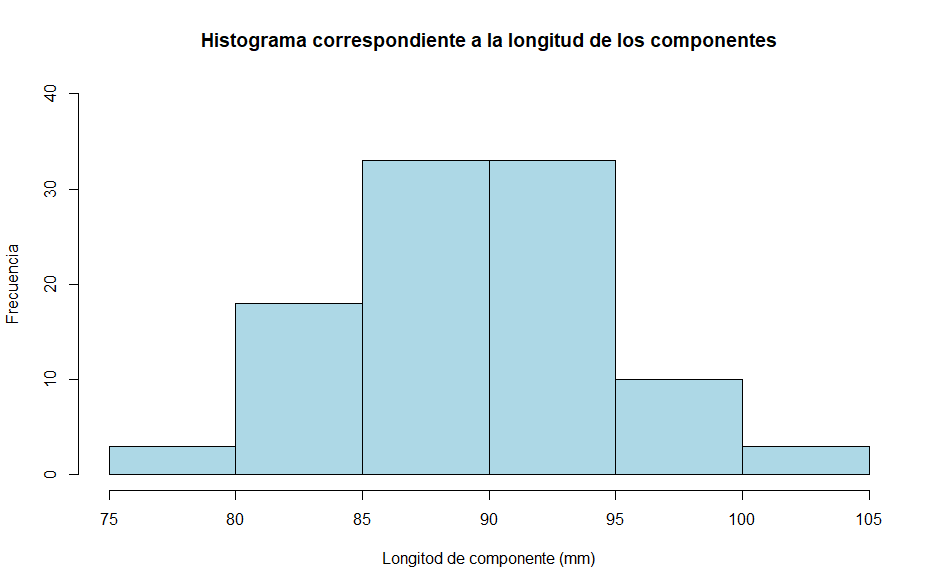 Histograma correspondiente a la longitud de los componentes
Frecuencia
40
30
20
10
0
75 80 85 90 95 100 105
Longitod de componente (mm)